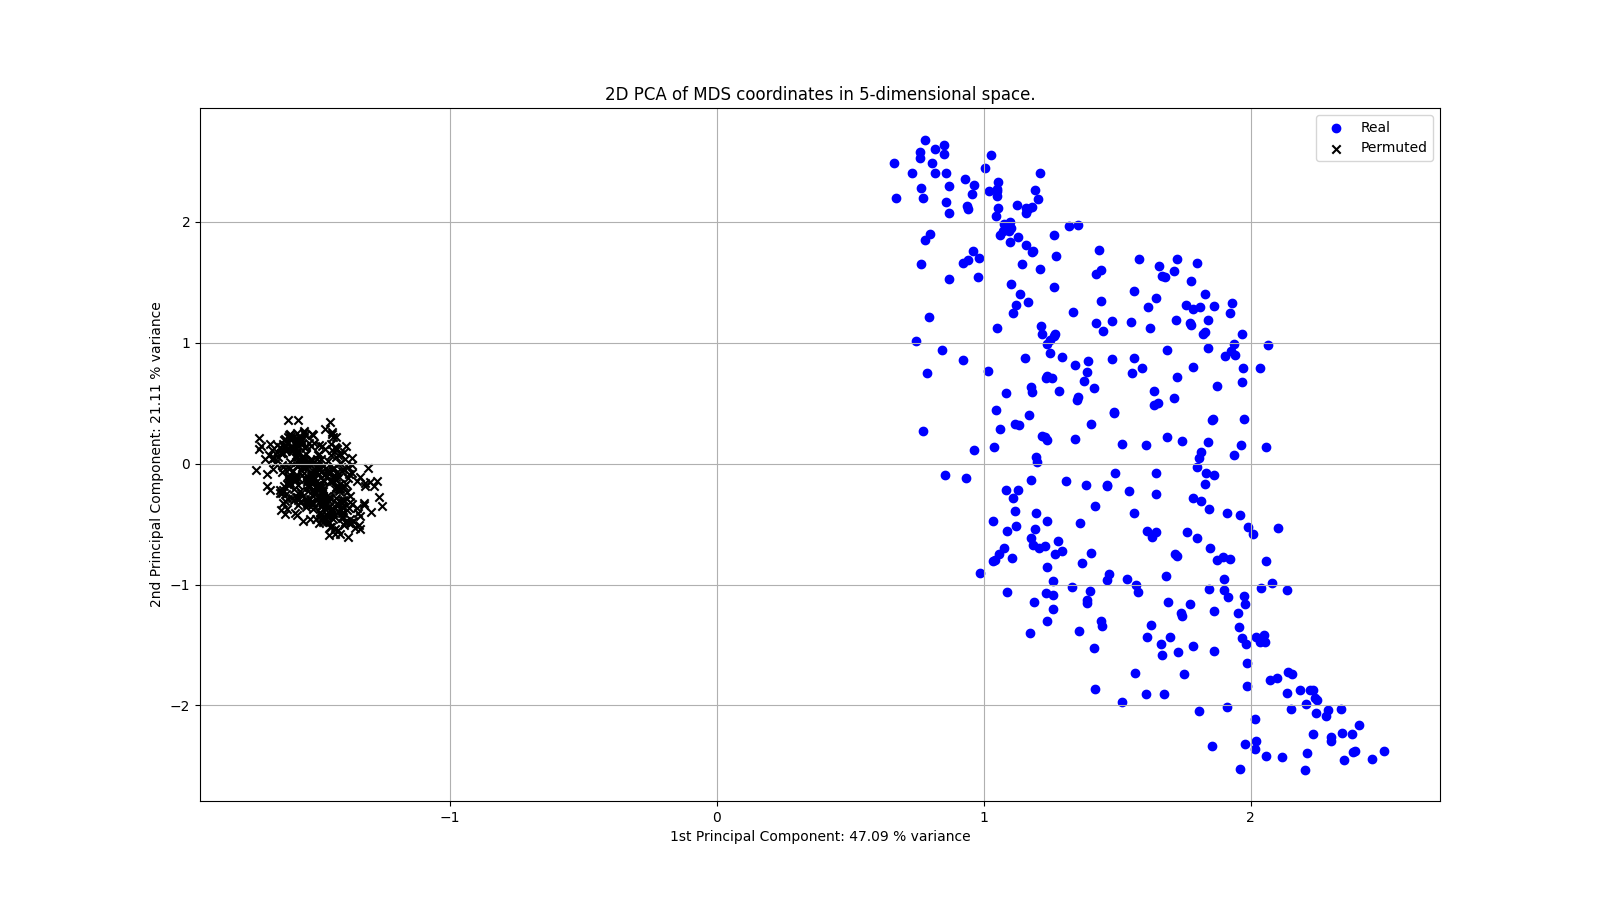 2D PCA of MDS coordinates in 5-dimensional space.
Real
Permuted
2nd Principal Component: 21.11 % variance
2
1
0
−1
−2
−1
0
1
2
1st Principal Component: 47.09 % variance